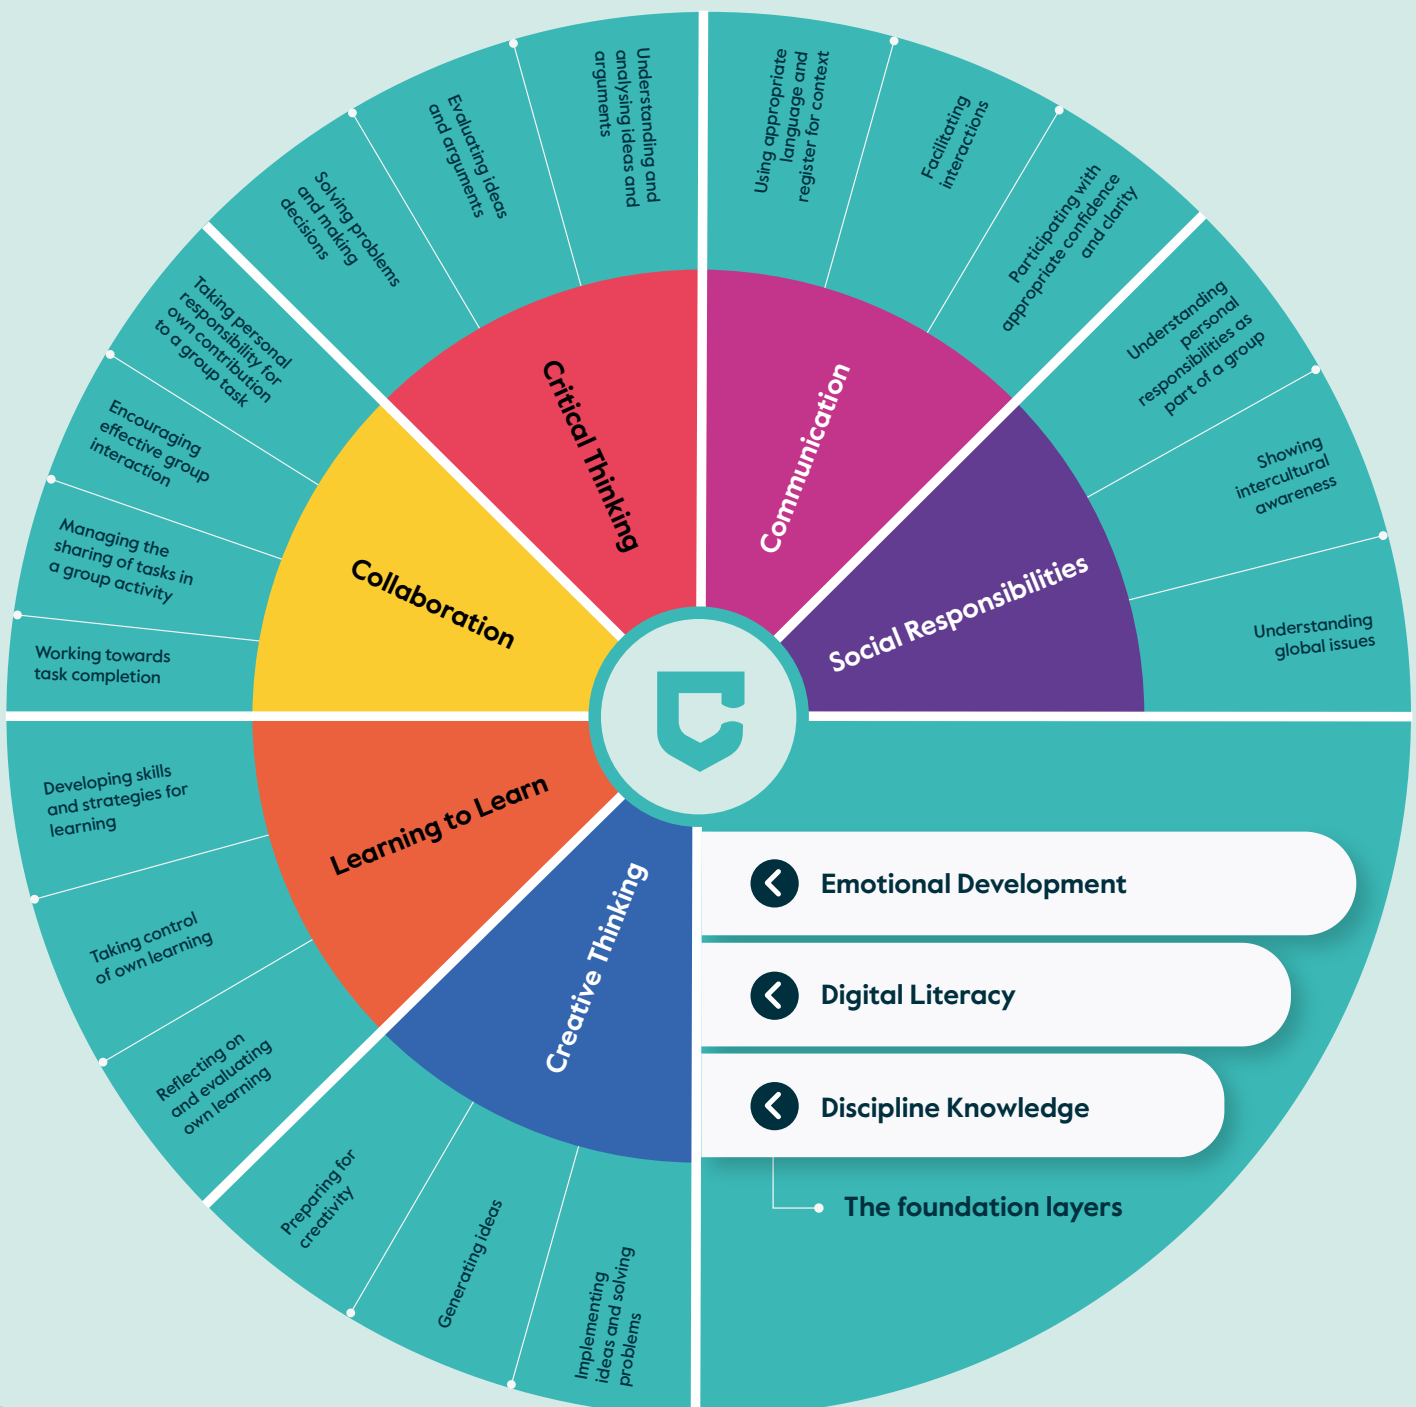 Understanding and
analysing ideas and
arguments
Evaluating ideas
and arguments
Solving problems
and making
decisions
Critical Thinking
Using appropriate
language and
register for context
Facilitating
interactions
Participating with
appropriate confidence
and clarity
Communication
Understanding
personal
responsibilities as
part of a group
Showing
intercultural
awareness
Understanding
global issues
Social Responsibilities
Taking personal
responsibility for
own contribution
to a group task
Encouraging
effective group
interaction
Managing the
sharing of tasks in
a group activity
Working towards
task completion
Collaboration
Developing skills
and strategies for
learning
Taking control
of own learning
Reflecting on
and evaluating
own learning
Learning to Learn
Preparing for
creativity
Generating ideas
Implementing
ideas and solving
problems
Creative Thinking
Emotional Development
Digital Literacy
Discipline Knowledge
The foundation layers